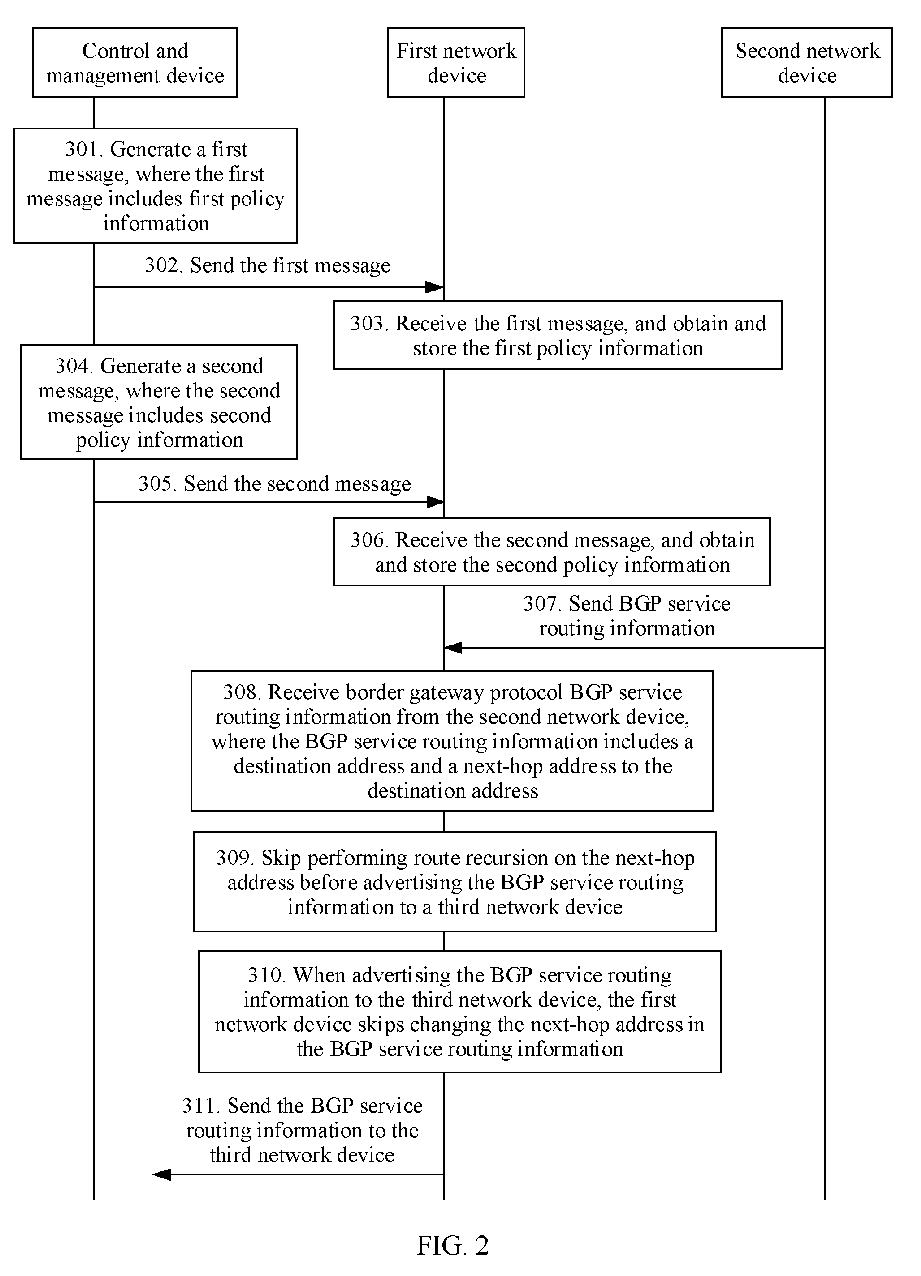 Control and
management device
First network
device
Second network
device
301. Generate a first
message, where the first
message includes first policy
information
302. Send the first message
303. Receive the first message, and obtain and
store the first policy information
304. Generate a second
message, where the second
message includes second
policy information
305. Send the second message
306. Receive the second message, and obtain
and store the second policy information
307. Send BGP service
routing information
308. Receive border gateway protocol BGP service
routing information from the second network device,
where the BGP service routing information includes a
destination address and a next-hop address to the
destination address
309. Skip performing route recursion on the next-hop
address before advertising the BGP service routing
information to a third network device
310. When advertising the BGP service routing
information to the third network device, the first
network device skips changing the next-hop address in
the BGP service routing information
311. Send the BGP service
routing information to the
third network device
FIG. 2